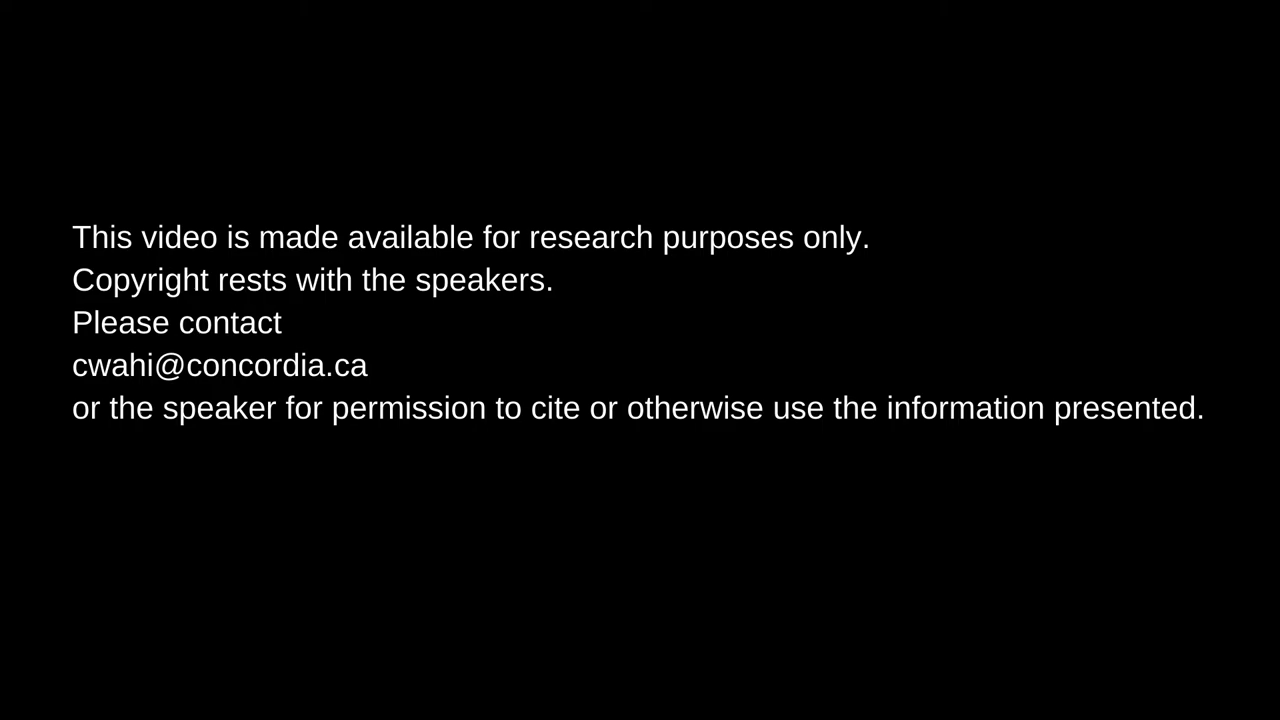 This video is made available for research purposes only.
Copyright rests with the speakers.
Please contact
cwahi@concordia.ca
or the speaker for permission to cite or otherwise use the information presented.